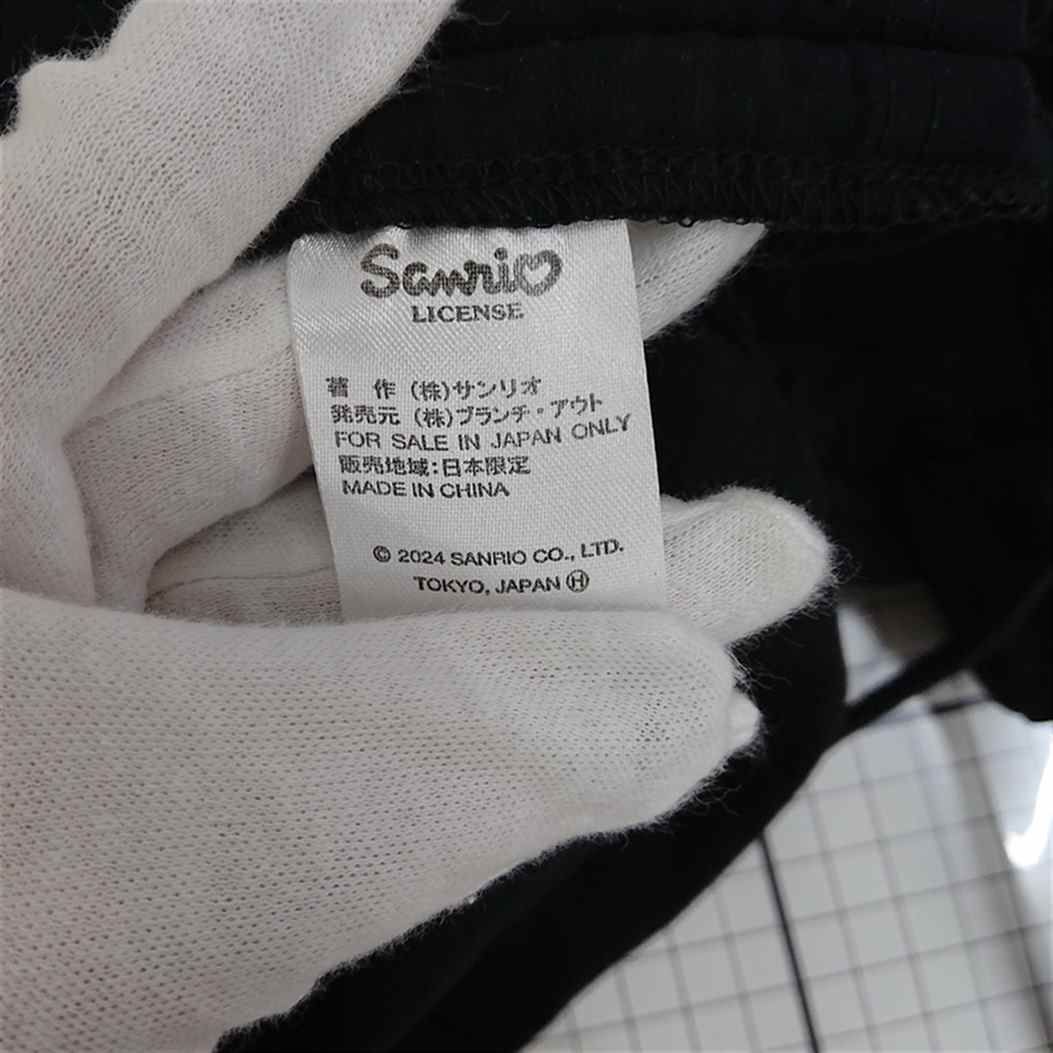 Sanrio
LICENSE
著 作 (株)サンリオ
発売元 (株)ブランチ・アウト
FOR SALE IN JAPAN ONLY
販売地域:日本限定
MADE IN CHINA
© 2024 SANRIO CO., LTD.
TOKYO, JAPAN Ⓗ